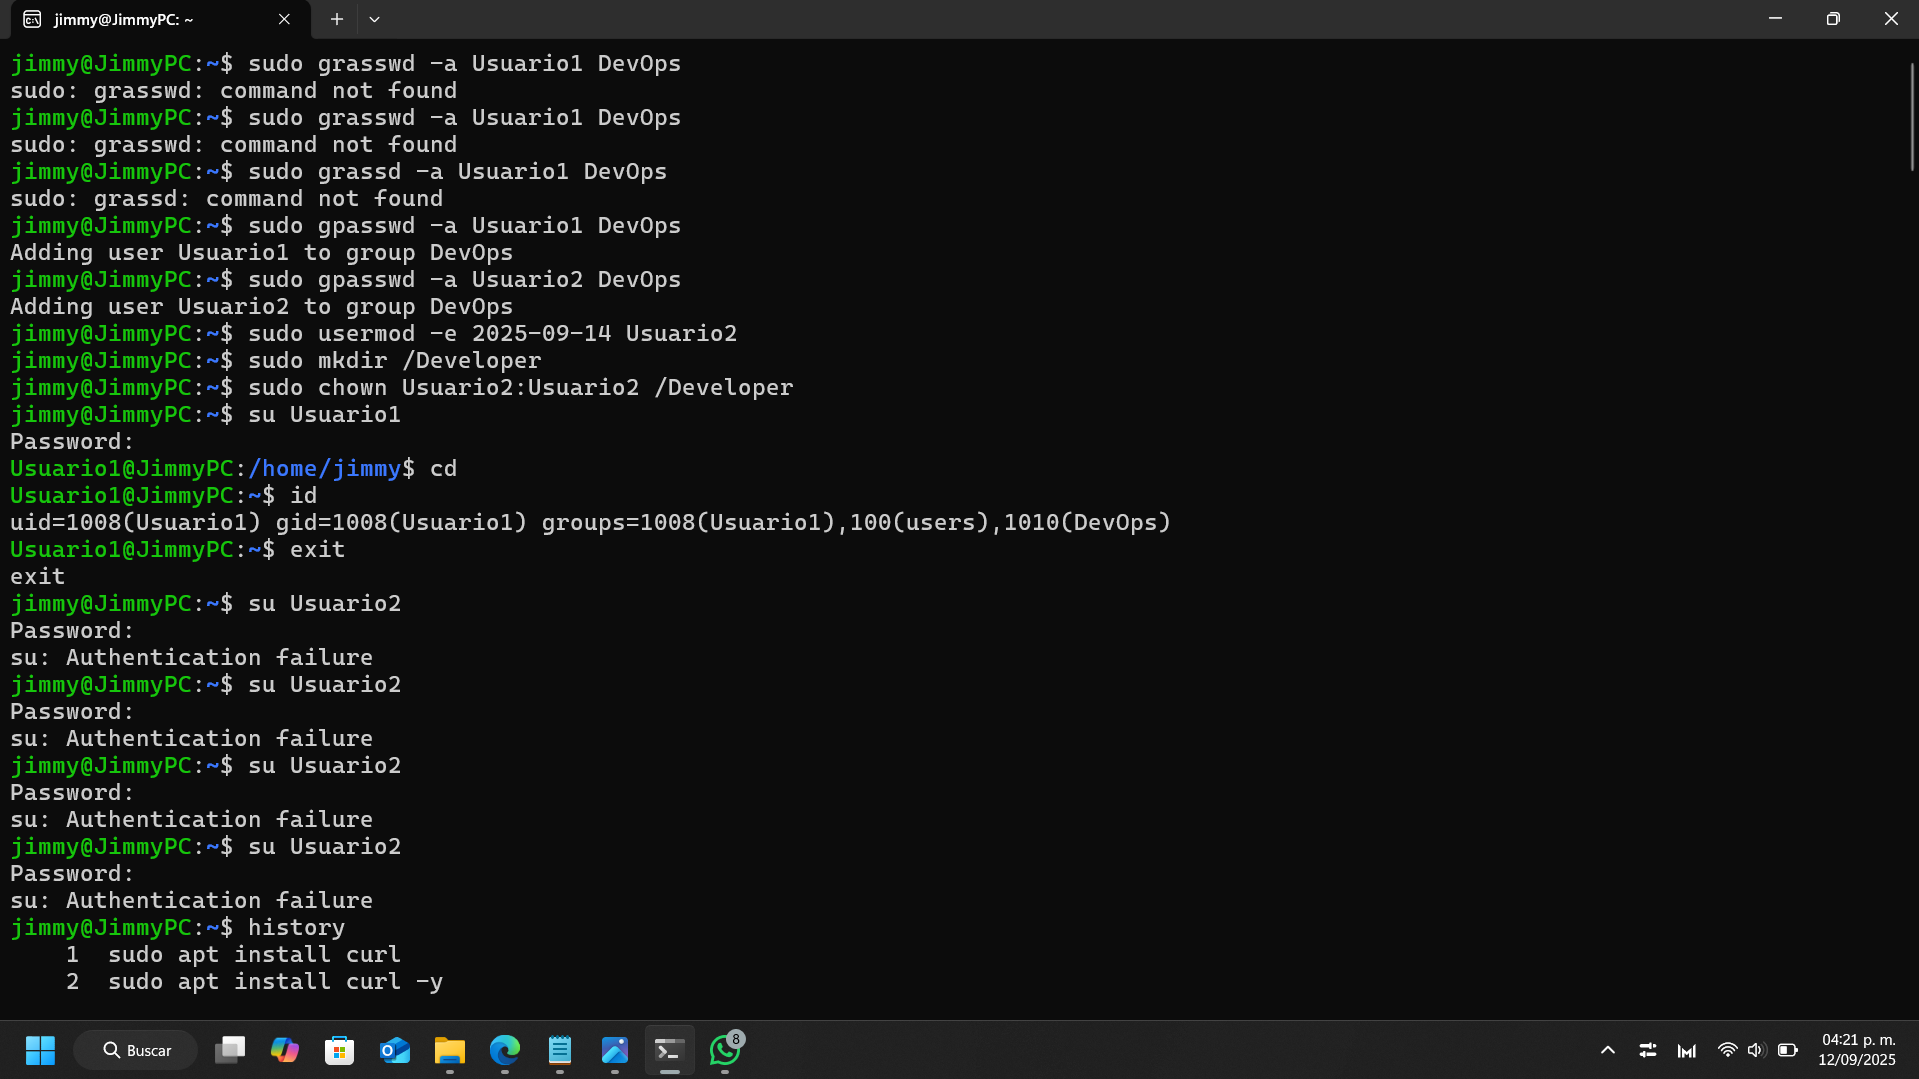 jimmy@JimmyPC: ~
jimmy@JimmyPC:~$ sudo grasswd -a Usuario1 DevOps
sudo: grasswd: command not found
jimmy@JimmyPC:~$ sudo grasswd -a Usuario1 DevOps
sudo: grasswd: command not found
jimmy@JimmyPC:~$ sudo grassd -a Usuario1 DevOps
sudo: grassd: command not found
jimmy@JimmyPC:~$ sudo gpasswd -a Usuario1 DevOps
Adding user Usuario1 to group DevOps
jimmy@JimmyPC:~$ sudo gpasswd -a Usuario2 DevOps
Adding user Usuario2 to group DevOps
jimmy@JimmyPC:~$ sudo usermod -e 2025-09-14 Usuario2
jimmy@JimmyPC:~$ sudo mkdir /Developer
jimmy@JimmyPC:~$ sudo chown Usuario2:Usuario2 /Developer
jimmy@JimmyPC:~$ su Usuario1
Password:
Usuario1@JimmyPC:/home/jimmy$ cd
Usuario1@JimmyPC:~$ id
uid=1008(Usuario1) gid=1008(Usuario1) groups=1008(Usuario1),100(users),1010(DevOps)
Usuario1@JimmyPC:~$ exit
exit
jimmy@JimmyPC:~$ su Usuario2
Password:
su: Authentication failure
jimmy@JimmyPC:~$ su Usuario2
Password:
su: Authentication failure
jimmy@JimmyPC:~$ su Usuario2
Password:
su: Authentication failure
jimmy@JimmyPC:~$ su Usuario2
Password:
su: Authentication failure
jimmy@JimmyPC:~$ history
1 sudo apt install curl
2 sudo apt install curl -y
Buscar
8
04:21 p. m.
12/09/2025